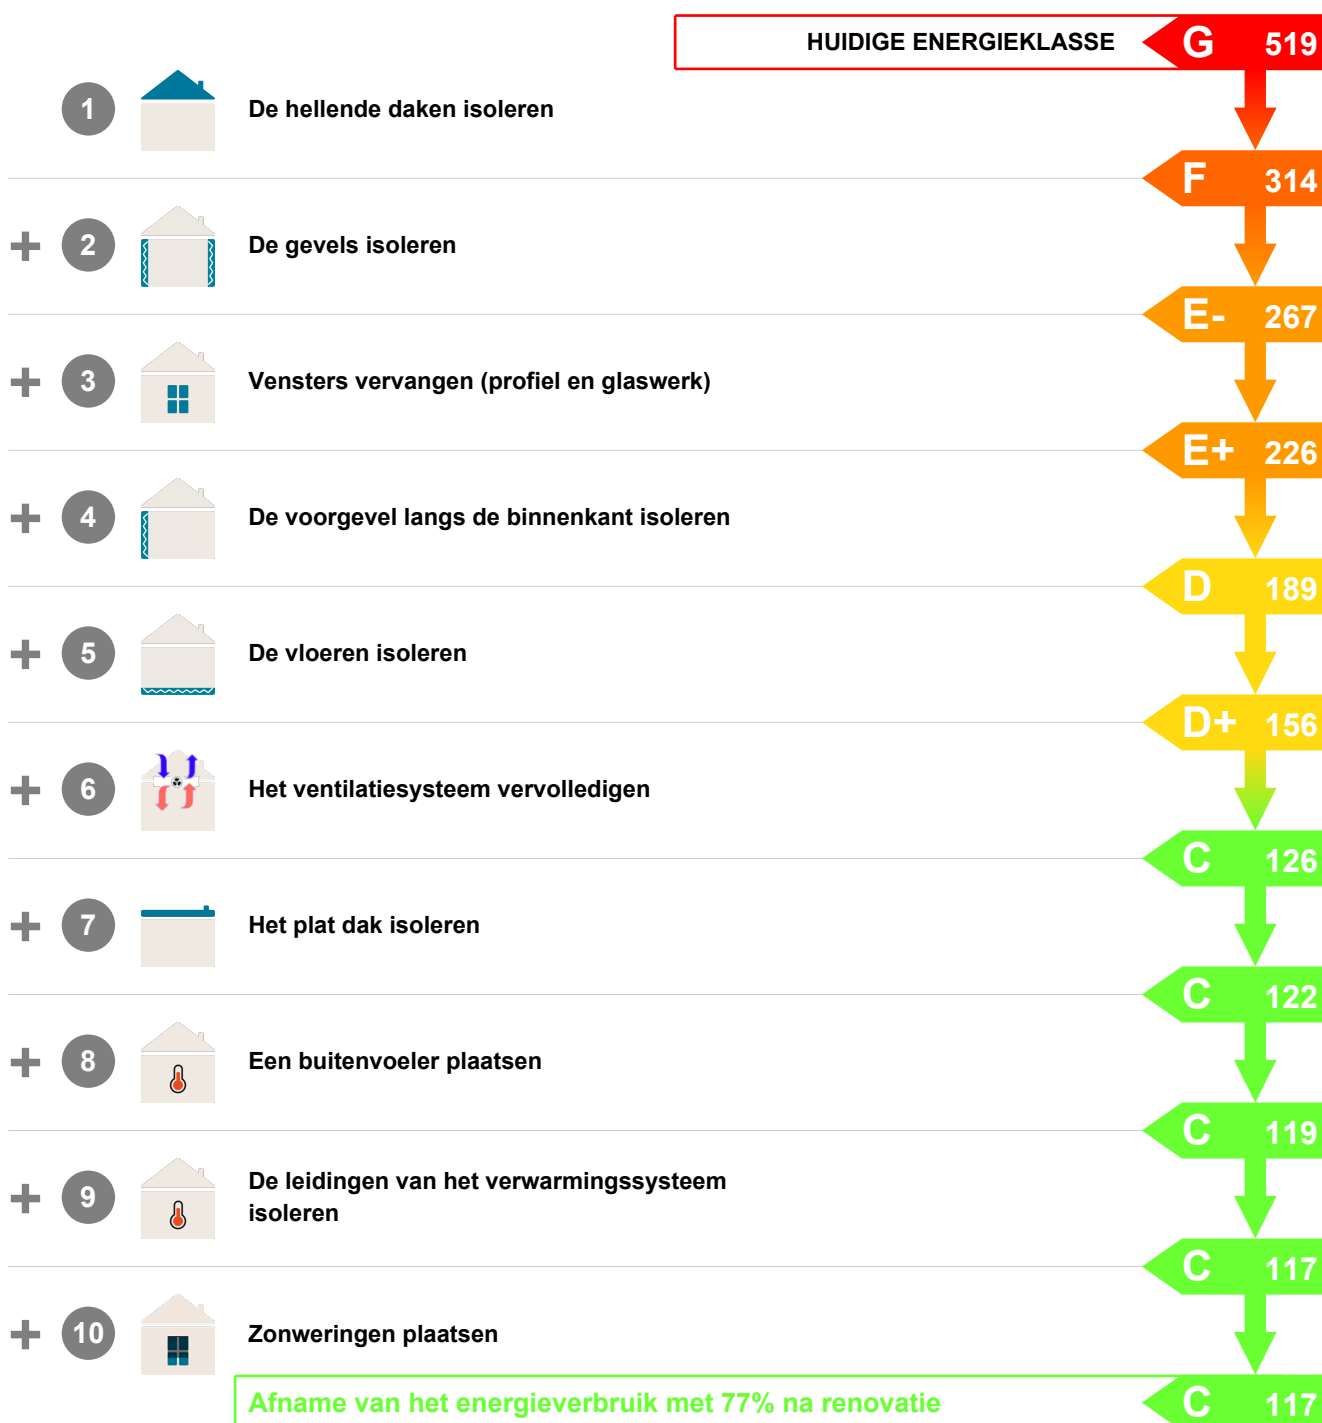 HUIDIGE ENERGIEKLASSE G 519
1 De hellende daken isoleren
F 314
+ 2 De gevels isoleren
E- 267
+ 3 Vensters vervangen (profiel en glaswerk)
E+ 226
+ 4 De voorgevel langs de binnenkant isoleren
D 189
+ 5 De vloeren isoleren
D+ 156
+ 6 Het ventilatiesysteem vervolledigen
C 126
+ 7 Het plat dak isoleren
C 122
+ 8 Een buitenvoeler plaatsen
C 119
+ 9 De leidingen van het verwarmingssysteem
isoleren
C 117
+ 10 Zonweringen plaatsen
Afname van het energieverbruik met 77% na renovatie C 117